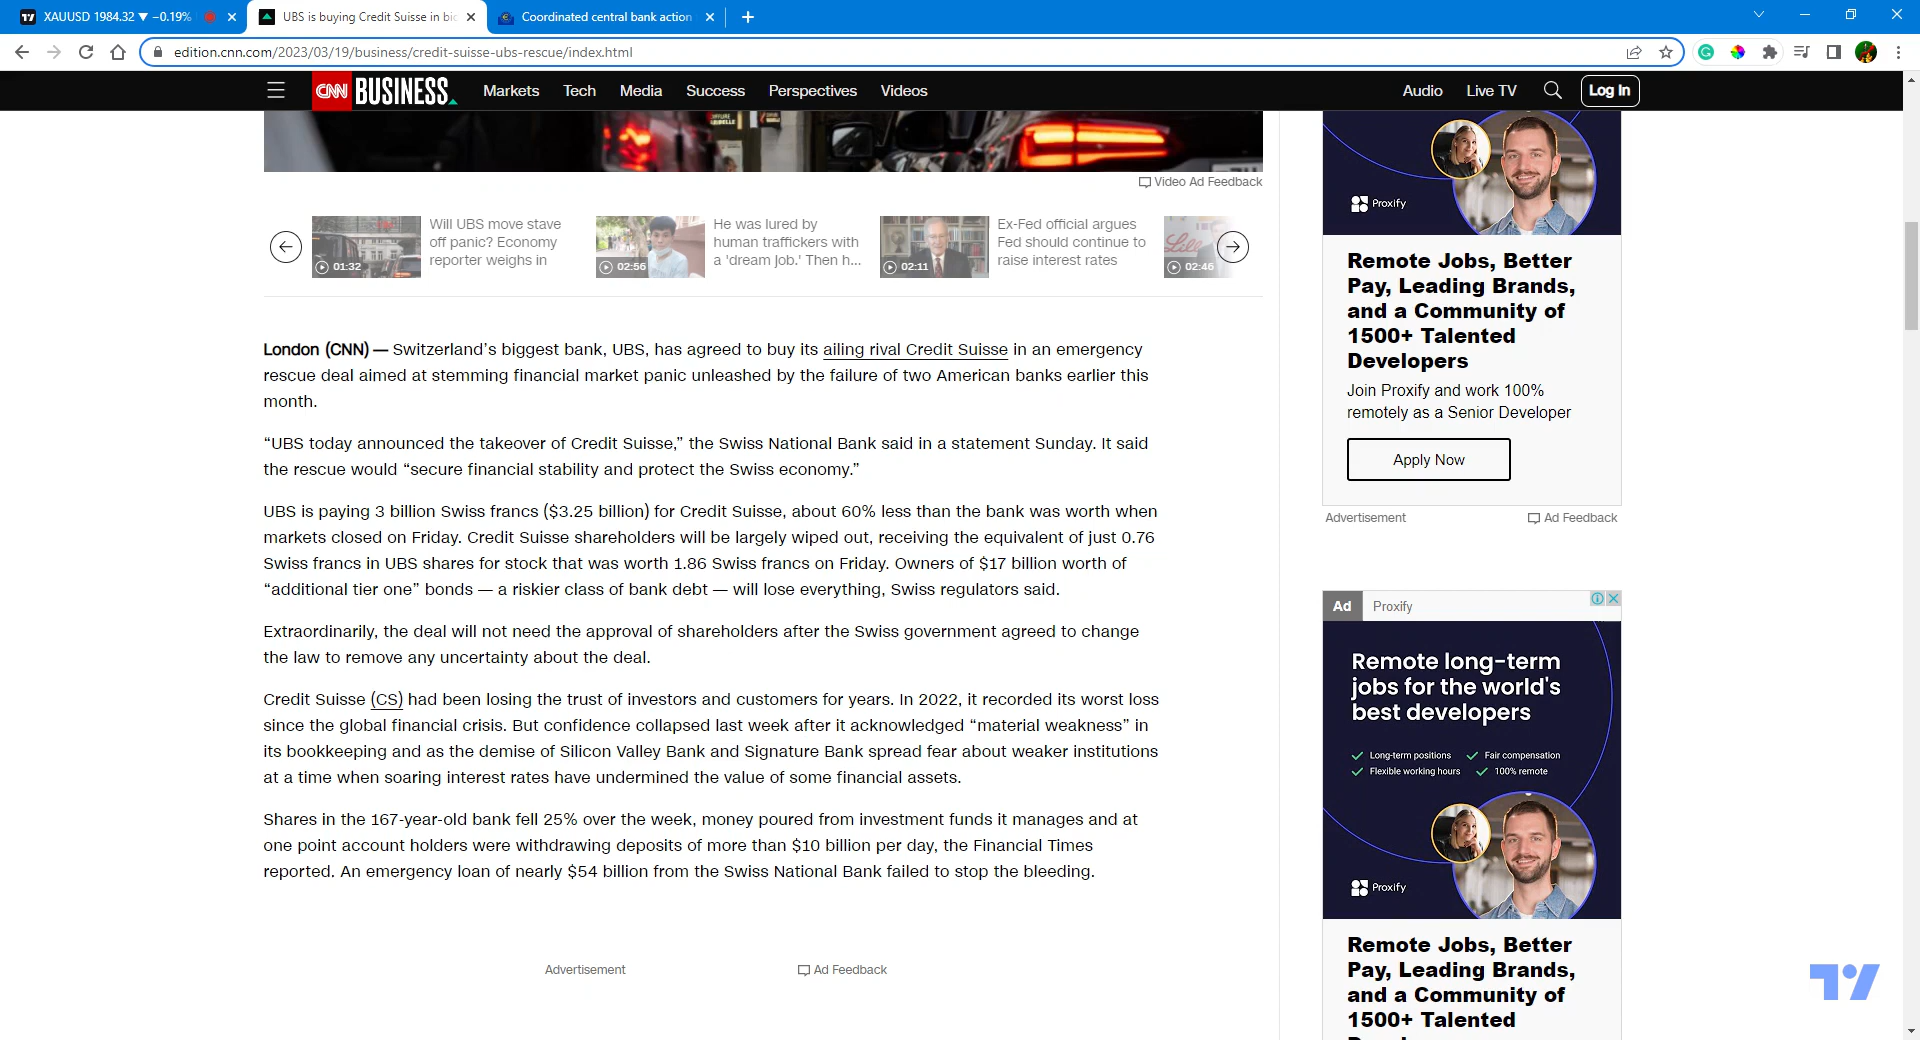 XAUUSD 1984.32 ▼ −0.19%
UBS is buying Credit Suisse in bi
Coordinated central bank action
edition.cnn.com/2023/03/19/business/credit-suisse-ubs-rescue/index.html
CNN BUSINESS
Markets Tech Media Success Perspectives Videos
Audio Live TV Log In
Video Ad Feedback
Will UBS move stave
off panic? Economy
reporter weighs in
01:32
He was lured by
human traffickers with
a 'dream job.' Then h...
02:56
Ex-Fed official argues
Fed should continue to
raise interest rates
02:11
02:46
London (CNN) — Switzerland’s biggest bank, UBS, has agreed to buy its ailing rival Credit Suisse in an emergency
rescue deal aimed at stemming financial market panic unleashed by the failure of two American banks earlier this
month.
“UBS today announced the takeover of Credit Suisse,” the Swiss National Bank said in a statement Sunday. It said
the rescue would “secure financial stability and protect the Swiss economy.”
UBS is paying 3 billion Swiss francs ($3.25 billion) for Credit Suisse, about 60% less than the bank was worth when
markets closed on Friday. Credit Suisse shareholders will be largely wiped out, receiving the equivalent of just 0.76
Swiss francs in UBS shares for stock that was worth 1.86 Swiss francs on Friday. Owners of $17 billion worth of
“additional tier one” bonds — a riskier class of bank debt — will lose everything, Swiss regulators said.
Extraordinarily, the deal will not need the approval of shareholders after the Swiss government agreed to change
the law to remove any uncertainty about the deal.
Credit Suisse (CS) had been losing the trust of investors and customers for years. In 2022, it recorded its worst loss
since the global financial crisis. But confidence collapsed last week after it acknowledged “material weakness” in
its bookkeeping and as the demise of Silicon Valley Bank and Signature Bank spread fear about weaker institutions
at a time when soaring interest rates have undermined the value of some financial assets.
Shares in the 167-year-old bank fell 25% over the week, money poured from investment funds it manages and at
one point account holders were withdrawing deposits of more than $10 billion per day, the Financial Times
reported. An emergency loan of nearly $54 billion from the Swiss National Bank failed to stop the bleeding.
Advertisement
Ad Feedback
Proxify
Remote Jobs, Better
Pay, Leading Brands,
and a Community of
1500+ Talented
Developers
Join Proxify and work 100%
remotely as a Senior Developer
Apply Now
Advertisement
Ad Feedback
Ad Proxify
Remote long-term
jobs for the world's
best developers
Long-term positions Fair compensation
Flexible working hours 100% remote
Proxify
Remote Jobs, Better
Pay, Leading Brands,
and a Community of
1500+ Talented